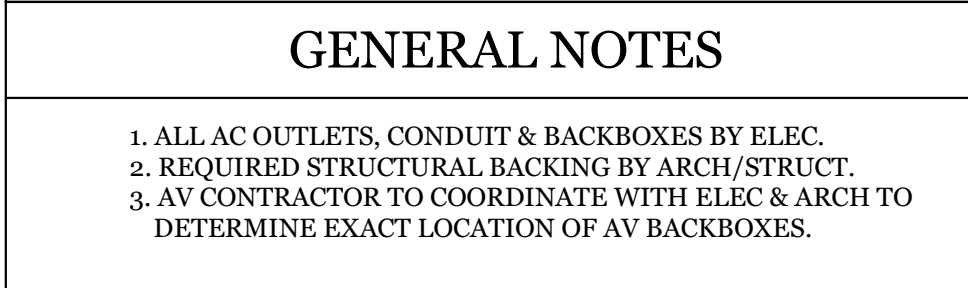 GENERAL NOTES
1. ALL AC OUTLETS, CONDUIT & BACKBOXES BY ELEC.
2. REQUIRED STRUCTURAL BACKING BY ARCH/STRUCT.
3. AV CONTRACTOR TO COORDINATE WITH ELEC & ARCH TO
DETERMINE EXACT LOCATION OF AV BACKBOXES.